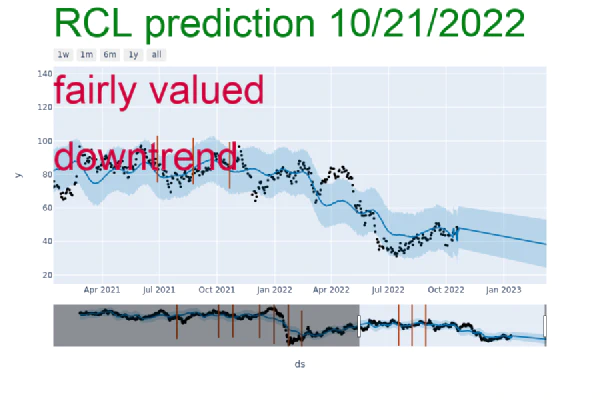 RCL prediction 10/21/2022
1w 1m 6m 1y all
140
fairly valued
120
100
downtrend
80
y
60
40
20
Apr 2021 Jul 2021 Oct 2021 Jan 2022 Apr 2022 Jul 2022 Oct 2022 Jan 2023
ds